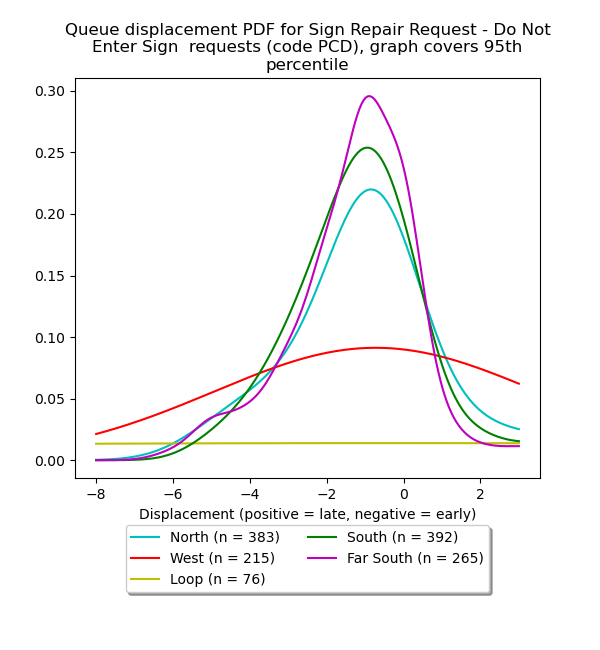 Queue displacement PDF for Sign Repair Request - Do Not
Enter Sign  requests (code PCD), graph covers 95th
percentile
0.30
0.25
0.20
0.15
0.10
0.05
0.00
−8 −6 −4 −2 0 2
Displacement (positive = late, negative = early)
North (n = 383) South (n = 392)
West (n = 215) Far South (n = 265)
Loop (n = 76)